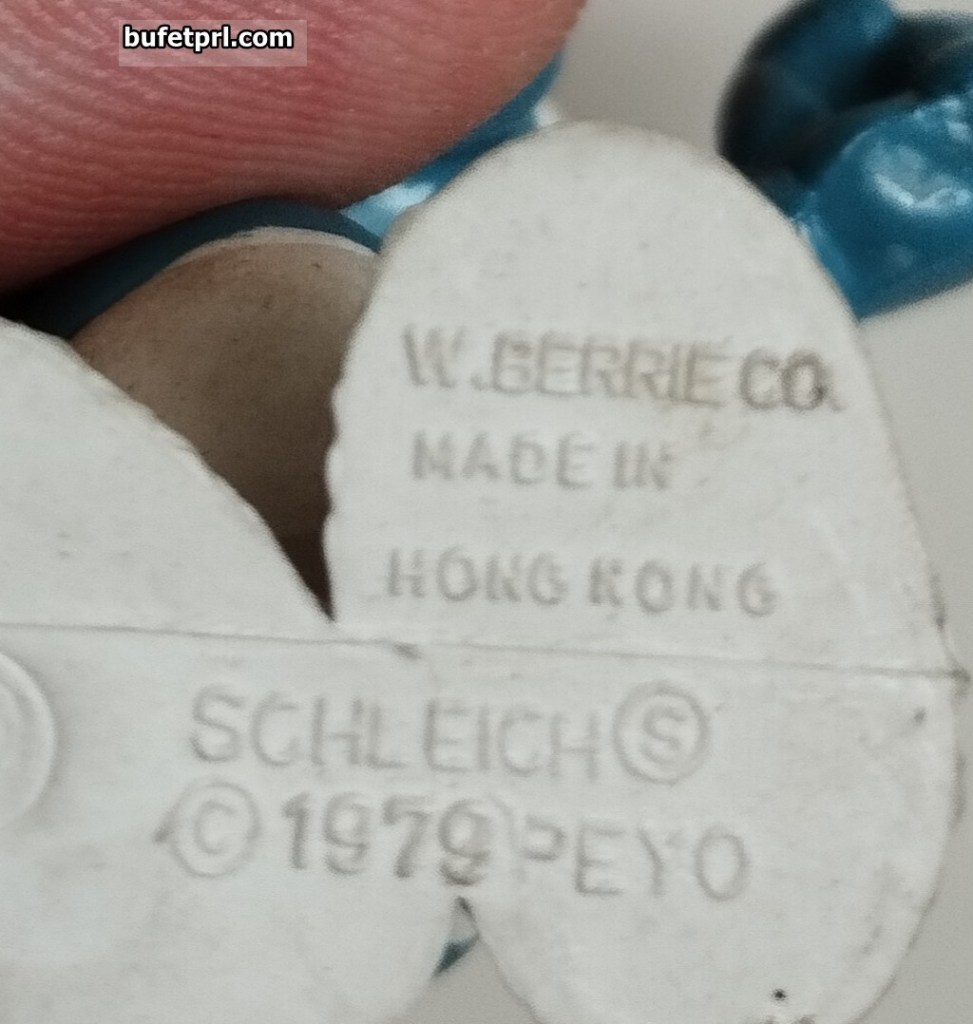 bufetprl.com
W.BERRIE CO.
MADE IN
HONG KONG
SCHLEICH Ⓢ
© 1979 PEYO